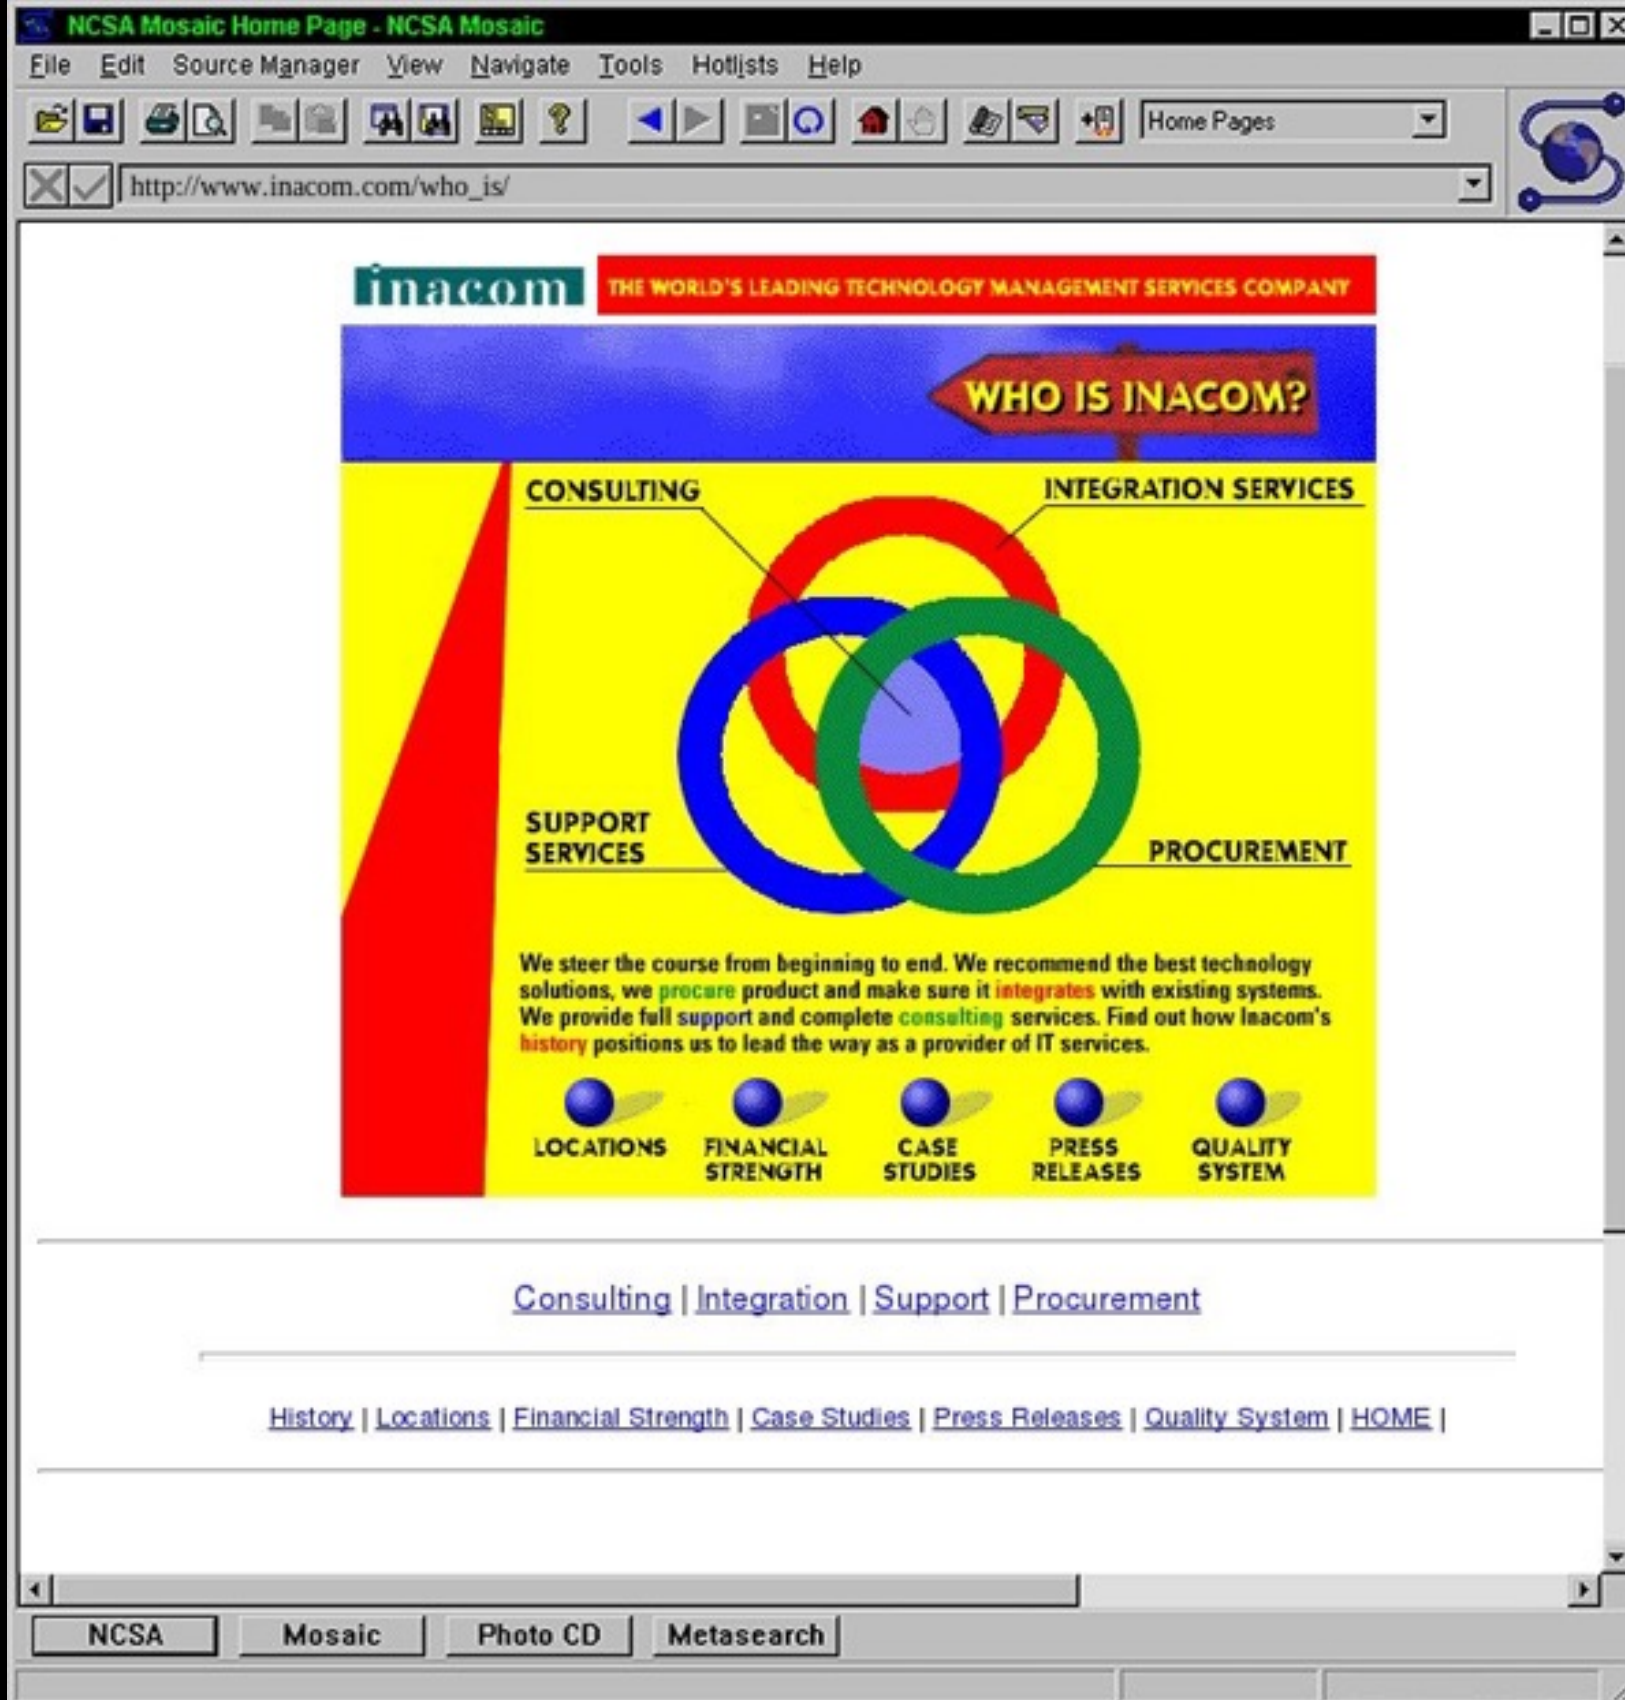 NCSA Mosaic Home Page - NCSA Mosaic
File Edit Source Manager View Navigate Tools Hotlists Help
Home Pages
http://www.inacom.com/who_is/
inacom THE WORLD'S LEADING TECHNOLOGY MANAGEMENT SERVICES COMPANY
WHO IS INACOM?
CONSULTING
INTEGRATION SERVICES
SUPPORT
SERVICES
PROCUREMENT
We steer the course from beginning to end. We recommend the best technology
solutions, we procure product and make sure it integrates with existing systems.
We provide full support and complete consulting services. Find out how Inacom's
history positions us to lead the way as a provider of IT services.
LOCATIONS
FINANCIAL
STRENGTH
CASE
STUDIES
PRESS
RELEASES
QUALITY
SYSTEM
Consulting | Integration | Support | Procurement
History | Locations | Financial Strength | Case Studies | Press Releases | Quality System | HOME |
NCSA Mosaic Photo CD Metasearch